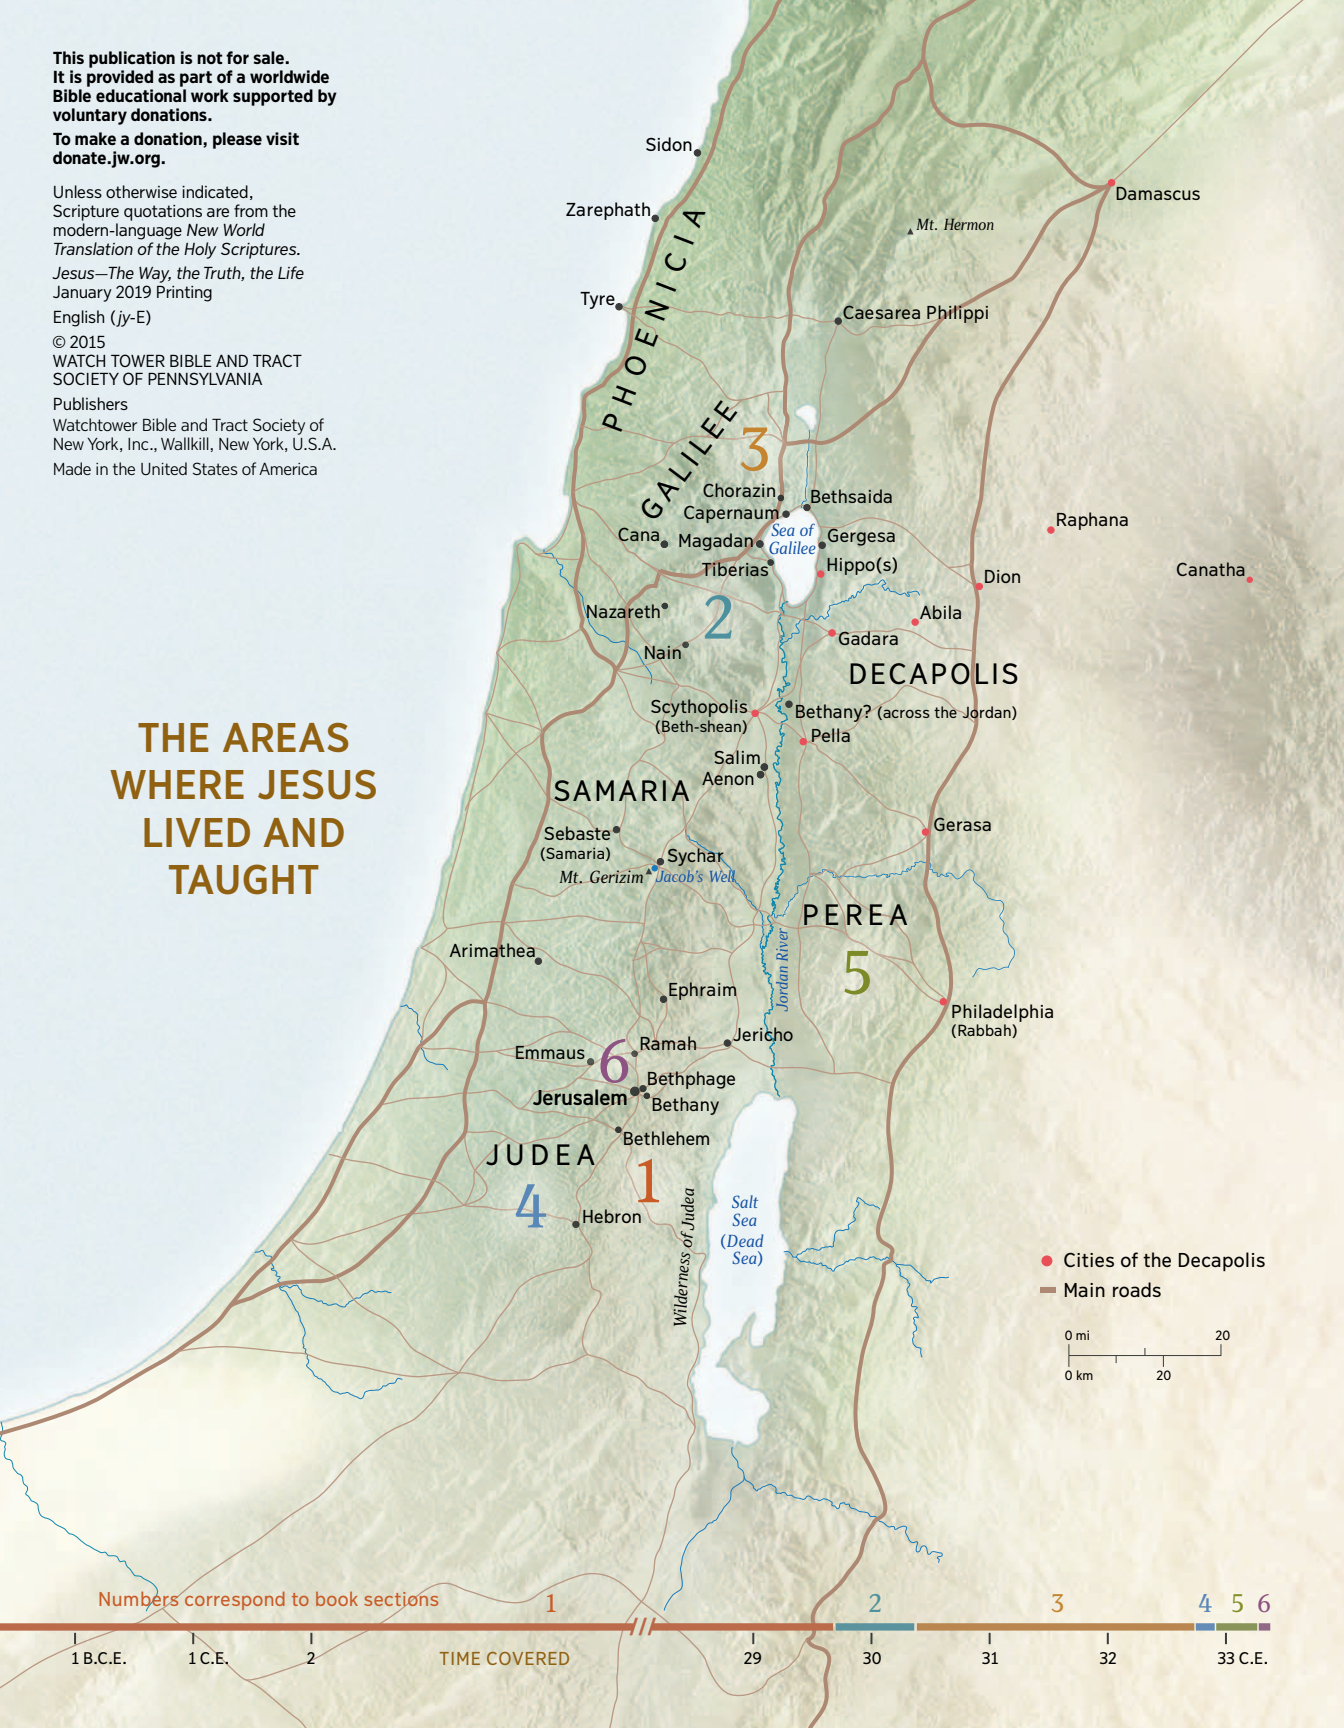 This publication is not for sale.
It is provided as part of a worldwide
Bible educational work supported by
voluntary donations.
To make a donation, please visit
donate.jw.org.
Unless otherwise indicated,
Scripture quotations are from the
modern-language New World
Translation of the Holy Scriptures.
Jesus—The Way, the Truth, the Life
January 2019 Printing
English (jy-E)
© 2015
WATCH TOWER BIBLE AND TRACT
SOCIETY OF PENNSYLVANIA
Publishers
Watchtower Bible and Tract Society of
New York, Inc., Wallkill, New York, U.S.A.
Made in the United States of America
THE AREAS
WHERE JESUS
LIVED AND
TAUGHT
Sidon
Damascus
Zarephath
Mt. Hermon
PHOENICIA
Tyre
Caesarea Philippi
GALILEE
3
Chorazin
Bethsaida
Capernaum
Raphana
Cana
Magadan
Sea of
Galilee
Gergesa
Tiberias
Hippo(s)
Dion
Canatha
Nazareth
2
Abila
Gadara
Nain
DECAPOLIS
Scythopolis
(Beth-shean)
Bethany? (across the Jordan)
Pella
Salim
Aenon
SAMARIA
Sebaste
(Samaria)
Gerasa
Sychar
Mt. Gerizim
Jacob's Well
PEREA
5
Arimathea
Jordan River
Ephraim
Philadelphia
(Rabbah)
Jericho
Emmaus
6
Ramah
Bethphage
Jerusalem
Bethany
Bethlehem
JUDEA
1
4
Hebron
Wilderness of Judea
Salt
Sea
(Dead
Sea)
Cities of the Decapolis
Main roads
0 mi 20
0 km 20
Numbers correspond to book sections
1 2 3 4 5 6
1 B.C.E. 1 C.E. 2 TIME COVERED 29 30 31 32 33 C.E.